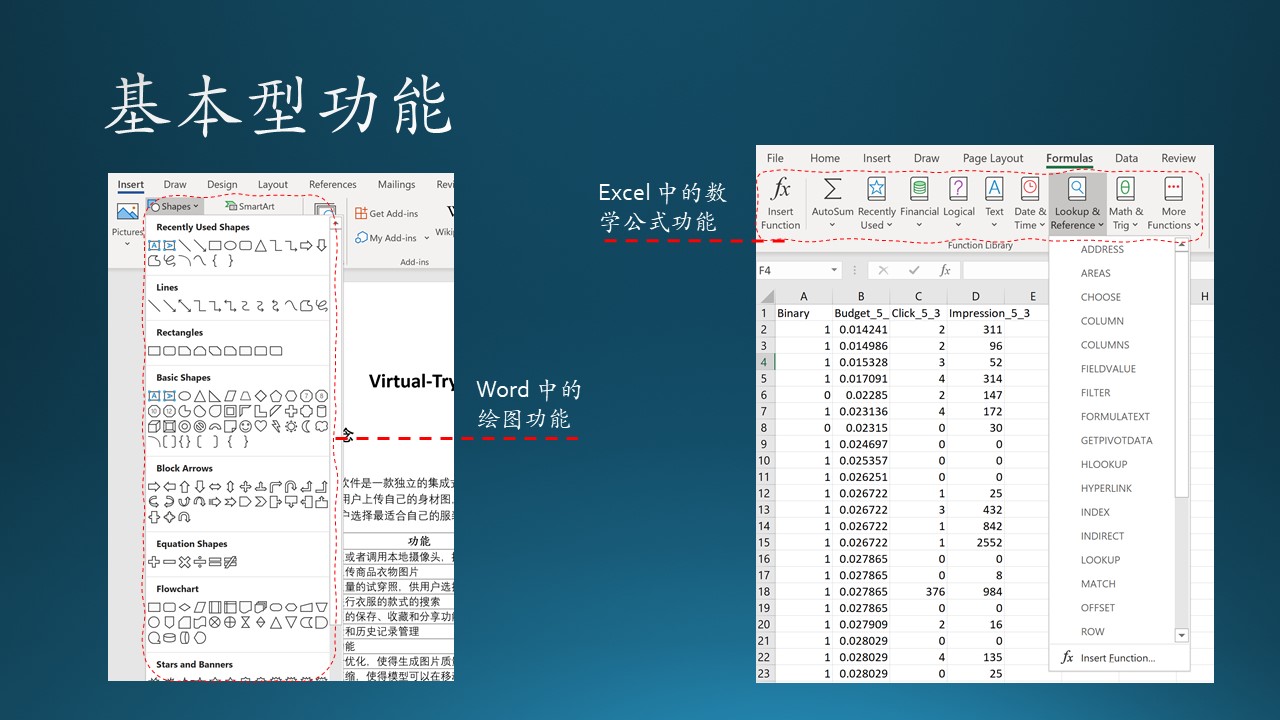 基本型功能
Insert Draw Design Layout References Mailings
Shapes SmartArt
Pictures
Get Add-ins
My Add-ins
Add-ins
Recently Used Shapes
Lines
Rectangles
Basic Shapes
Block Arrows
Equation Shapes
Flowchart
Stars and Banners
Virtual-Try
念
软件是一款独立的集成式
用户上传自己的身材图
户选择最适合自己的服装
功能
或者调用本地摄像头,
传商品衣物图片
量的试穿照,供用户选择
行衣服的款式的搜索
的保存、收藏和分享功能
和历史记录管理
能
优化,使得生成图片质
缩,使得模型可以在移
Word 中的
绘图功能
Excel 中的数
学公式功能
File Home Insert Draw Page Layout Formulas Data Review
Insert Function
AutoSum
Recently Used
Financial
Logical
Text
Date & Time
Lookup & Reference
Math & Trig
More Functions
Function Library
F4 fx
A B C D E H
1 Binary Budget_5_ Click_5_3 Impression_5_3
2 1 0.014241 2 311
3 1 0.014986 2 96
4 1 0.015328 3 52
5 1 0.017091 4 314
6 0 0.02285 2 147
7 1 0.023136 4 172
8 0 0.02315 0 30
9 1 0.024697 0 0
10 1 0.025357 0 0
11 1 0.026251 0 0
12 1 0.026722 1 25
13 1 0.026722 3 432
14 1 0.026722 1 842
15 1 0.026722 1 2552
16 1 0.027865 0 0
17 1 0.027865 0 8
18 1 0.027865 376 984
19 1 0.027865 0 0
20 1 0.027909 2 16
21 1 0.028029 0 0
22 1 0.028029 4 135
23 1 0.028029 0 25
ADDRESS
AREAS
CHOOSE
COLUMN
COLUMNS
FIELDVALUE
FILTER
FORMULATEXT
GETPIVOTDATA
HLOOKUP
HYPERLINK
INDEX
INDIRECT
LOOKUP
MATCH
OFFSET
ROW
fx Insert Function...